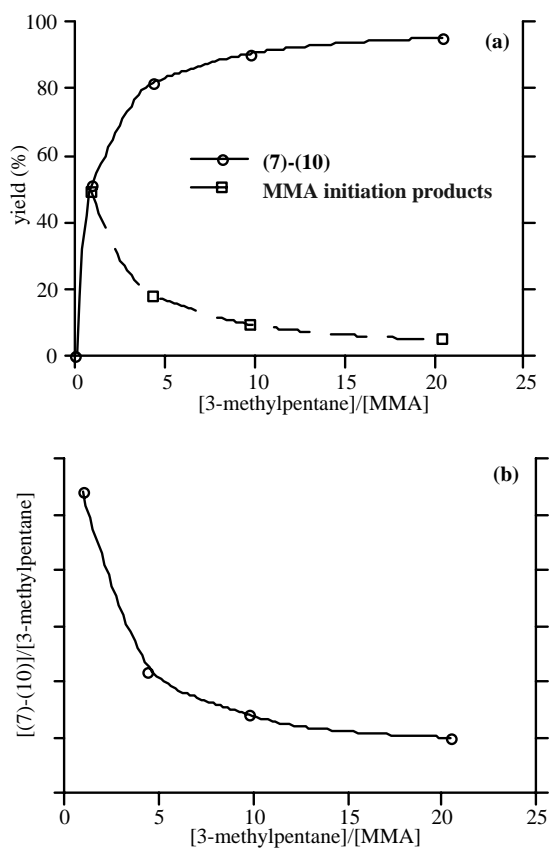 100
(a)
80
60
(7)-(10)
MMA initiation products
40
20
0
yield (%)
0 5 10 15 20 25
[3-methylpentane]/[MMA]
(b)
[(7)-(10)]/[3-methylpentane]
0 5 10 15 20 25
[3-methylpentane]/[MMA]